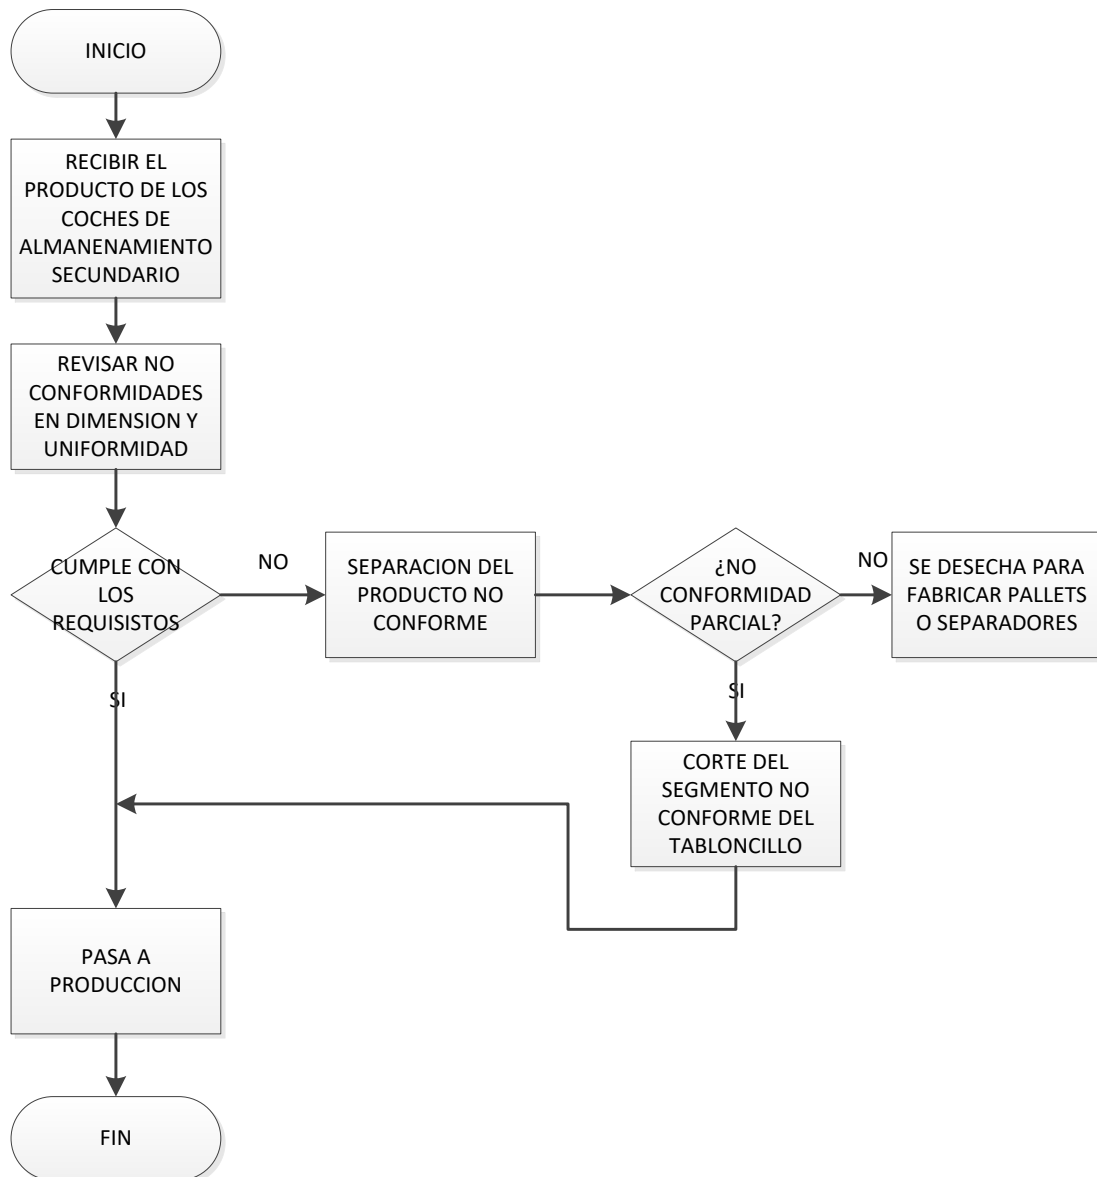 INICIO
RECIBIR EL
PRODUCTO DE LOS
COCHES DE
ALMANENAMIENTO
SECUNDARIO
REVISAR NO
CONFORMIDADES
EN DIMENSION Y
UNIFORMIDAD
CUMPLE CON
LOS
REQUISISTOS
NO
SEPARACION DEL
PRODUCTO NO
CONFORME
¿NO
CONFORMIDAD
PARCIAL?
NO
SE DESECHA PARA
FABRICAR PALLETS
O SEPARADORES
SI
SI
CORTE DEL
SEGMENTO NO
CONFORME DEL
TABLONCILLO
PASA A
PRODUCCION
FIN